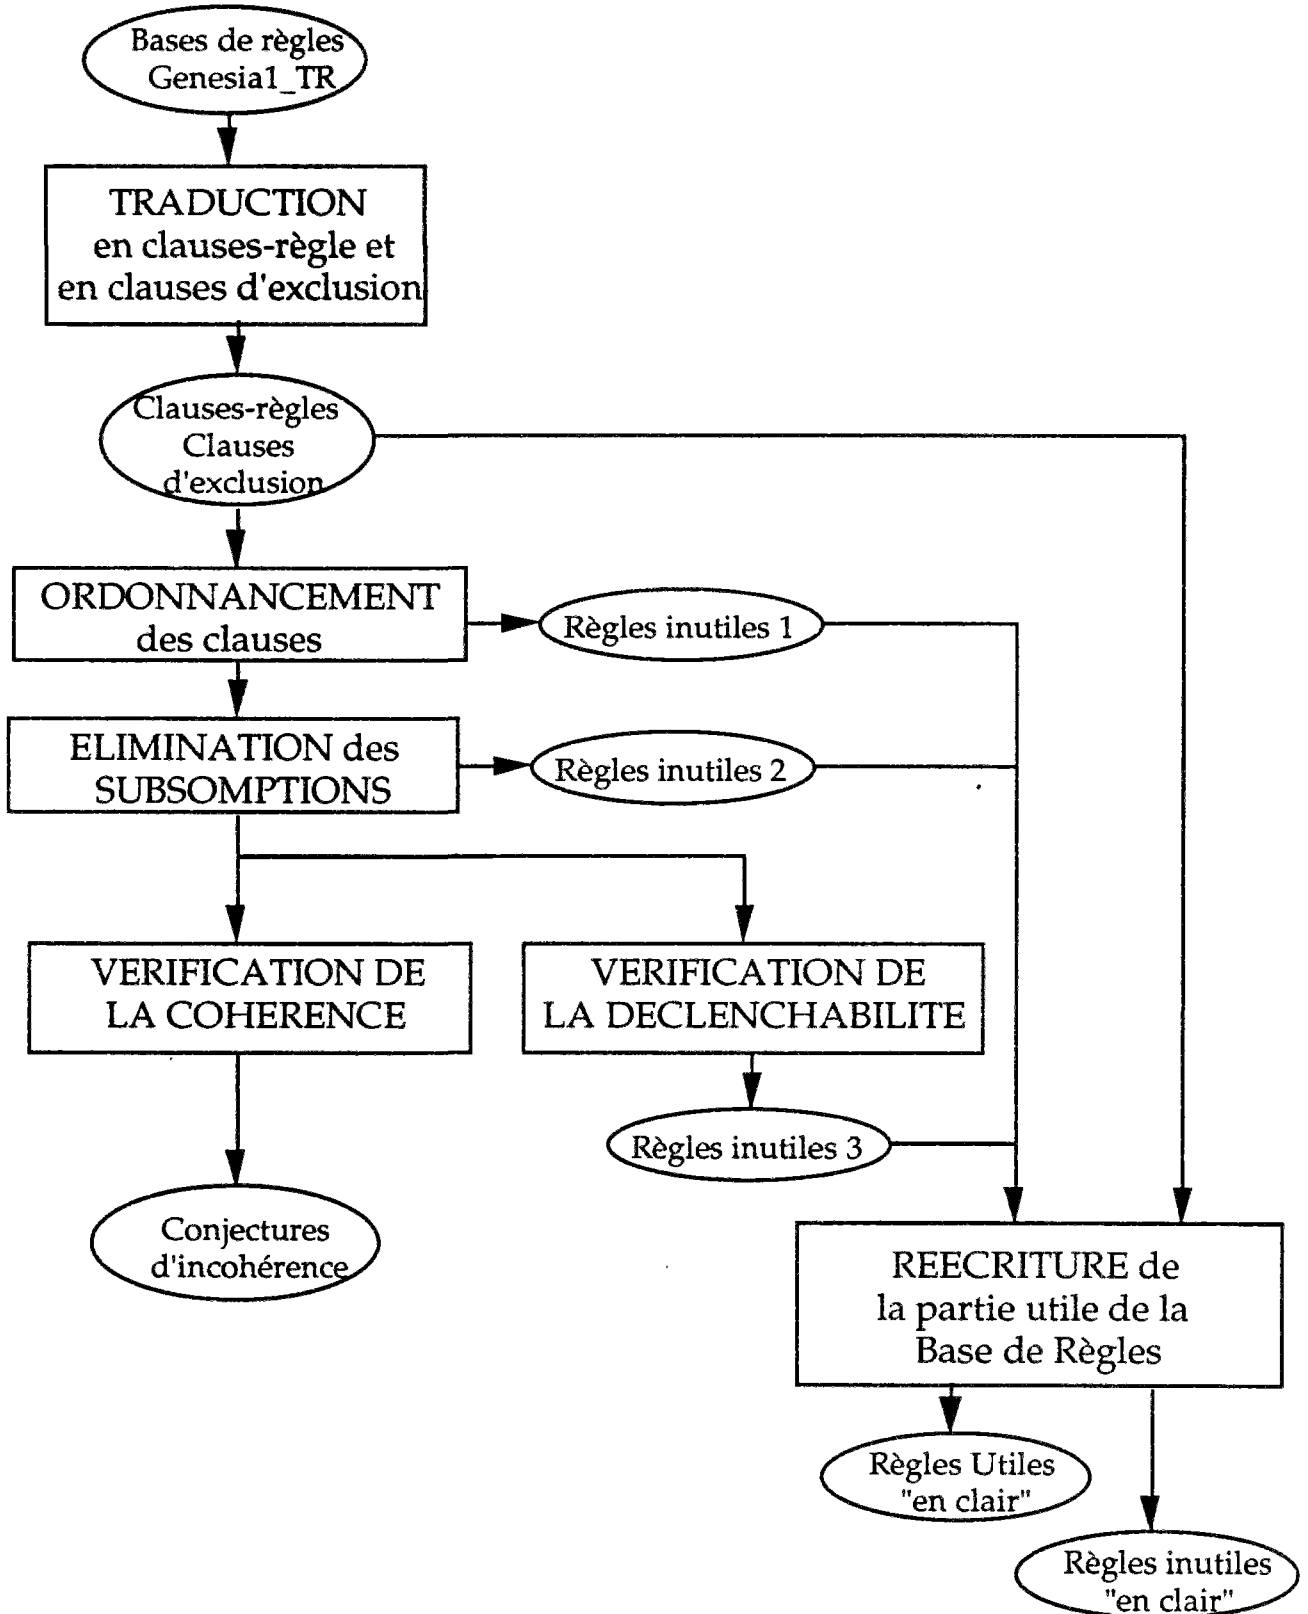 Bases de règles
Genesia1_TR
TRADUCTION
en clauses-règle et
en clauses d'exclusion
Clauses-règles
Clauses
d'exclusion
ORDONNANCEMENT
des clauses
Règles inutiles 1
ELIMINATION des
SUBSOMPTIONS
Règles inutiles 2
VERIFICATION DE
LA COHERENCE
VERIFICATION DE
LA DECLENCHABILITE
Règles inutiles 3
Conjectures
d'incohérence
REECRITURE de
la partie utile de la
Base de Règles
Règles Utiles
"en clair"
Règles inutiles
"en clair"